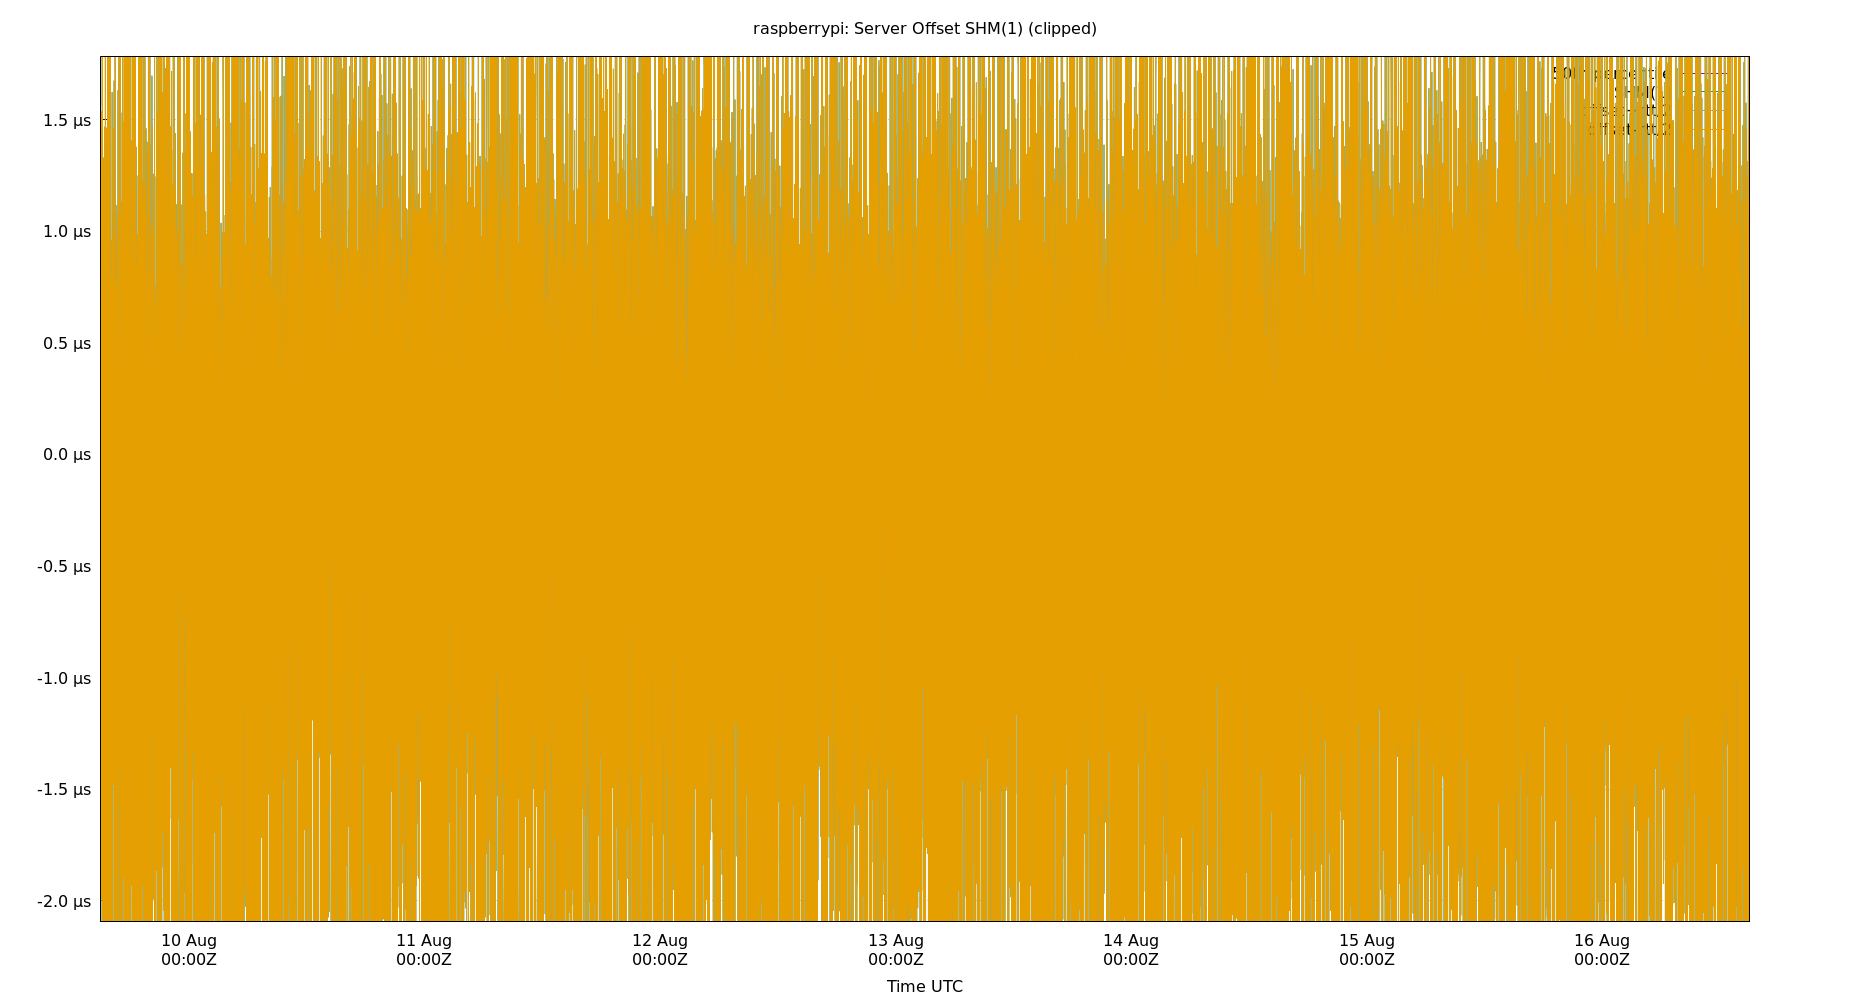 raspberrypi: Server Offset SHM(1) (clipped)
1.5 µs
1.0 µs
0.5 µs
0.0 µs
-0.5 µs
-1.0 µs
-1.5 µs
-2.0 µs
10 Aug 11 Aug 12 Aug 13 Aug 14 Aug 15 Aug 16 Aug
00:00Z 00:00Z 00:00Z 00:00Z 00:00Z 00:00Z 00:00Z
Time UTC